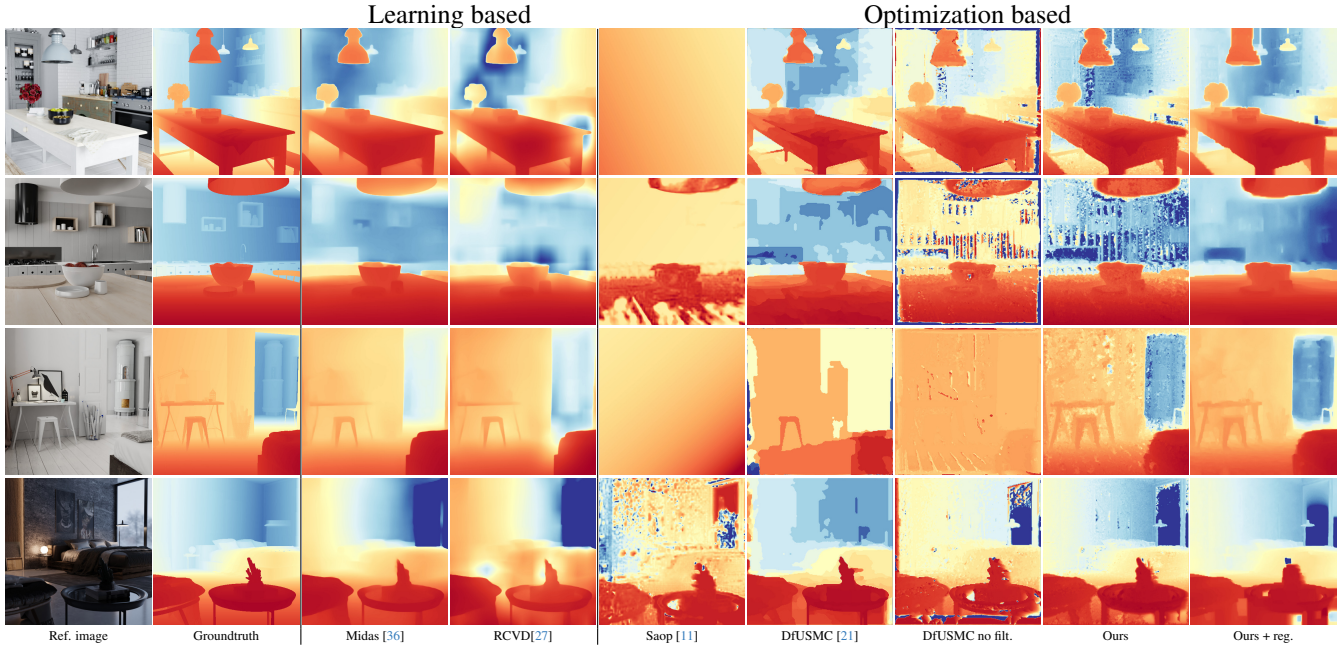 Learning based
Optimization based
Ref. image
Groundtruth
Midas [36]
RCVD[27]
Saop [11]
DfUSMC [21]
DfUSMC no filt.
Ours
Ours + reg.